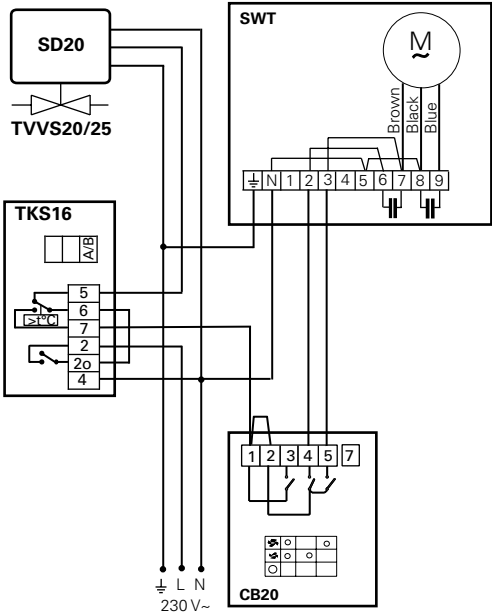 SD20
TVVS20/25
SWT
M
~
Brown
Black
Blue
N 1 2 3 4 5 6 7 8 9
TKS16
A/B
5
6
>t°C
7
2
2o
4
1 2 3 4 5 7
CB20
L N
230 V~